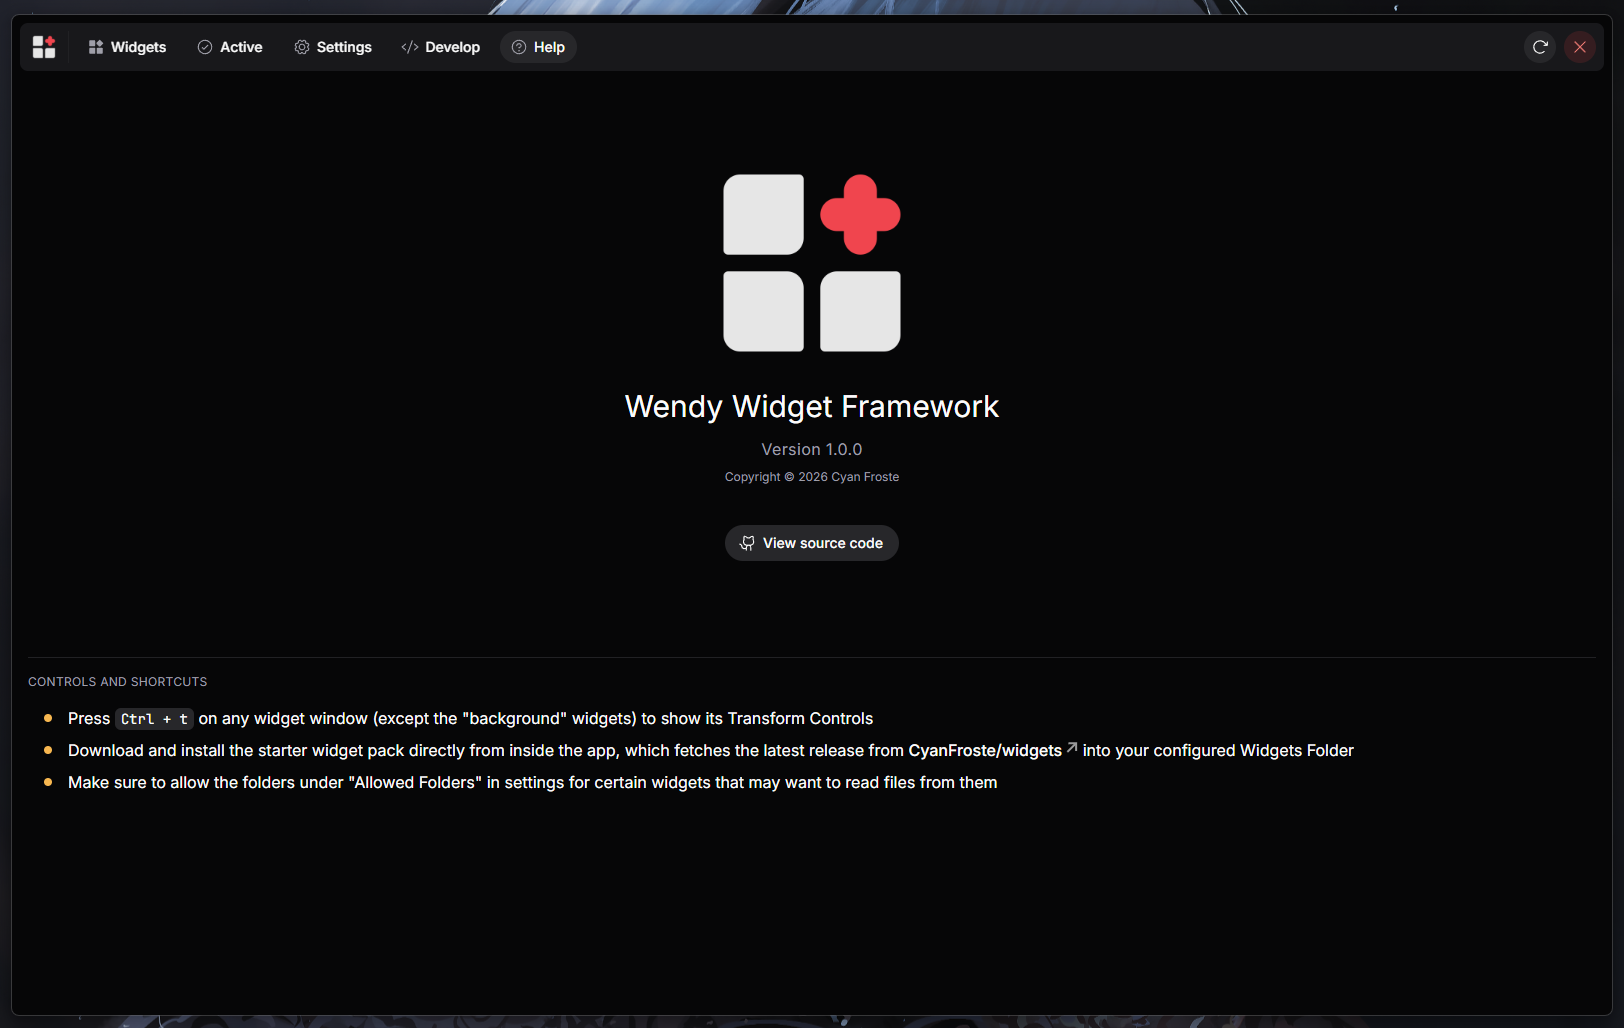 Widgets Active Settings Develop Help
Wendy Widget Framework
Version 1.0.0
Copyright © 2026 Cyan Froste
View source code
CONTROLS AND SHORTCUTS
Press Ctrl + t on any widget window (except the "background" widgets) to show its Transform Controls
Download and install the starter widget pack directly from inside the app, which fetches the latest release from CyanFroste/widgets into your configured Widgets Folder
Make sure to allow the folders under "Allowed Folders" in settings for certain widgets that may want to read files from them